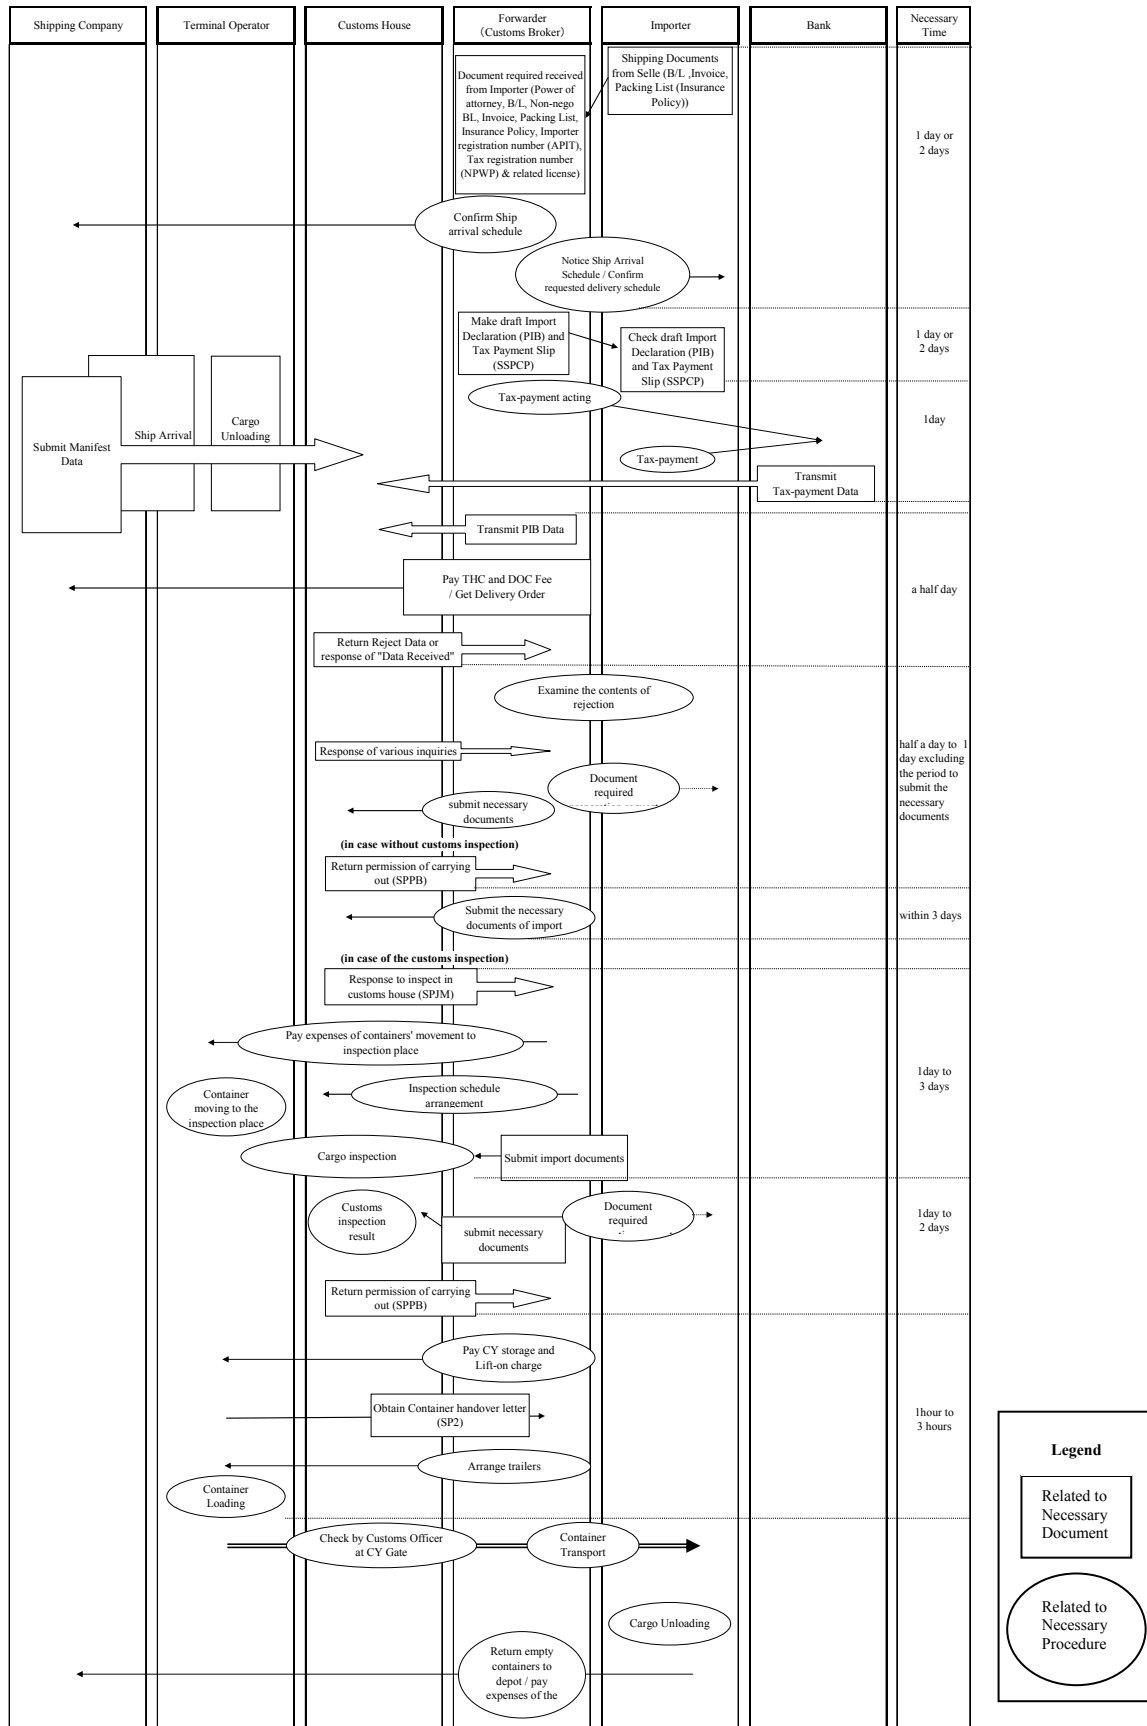 Shipping Company
Terminal Operator
Customs House
Forwarder
(Customs Broker)
Importer
Bank
Necessary
Time
Shipping Documents
from Selle (B/L ,Invoice,
Packing List (Insurance
Policy))
Document required received
from Importer (Power of
attorney, B/L, Non-nego
BL, Invoice, Packing List,
Insurance Policy, Importer
registration number (APIT),
Tax registration number
(NPWP) & related license)
1 day or
2 days
Confirm Ship
arrival schedule
Notice Ship Arrival
Schedule / Confirm
requested delivery schedule
Make draft Import
Declaration (PIB) and
Tax Payment Slip
(SSPCP)
Check draft Import
Declaration (PIB)
and Tax Payment
Slip (SSPCP)
1 day or
2 days
Tax-payment acting
1day
Submit Manifest
Data
Ship Arrival
Cargo
Unloading
Tax-payment
Transmit
Tax-payment Data
Transmit PIB Data
Pay THC and DOC Fee
/ Get Delivery Order
a half day
Return Reject Data or
response of "Data Received"
Examine the contents of
rejection
Response of various inquiries
half a day to 1
day excluding
the period to
submit the
necessary
documents
Document
required
submit necessary
documents
(in case without customs inspection)
Return permission of carrying
out (SPPB)
Submit the necessary
documents of import
within 3 days
(in case of the customs inspection)
Response to inspect in
customs house (SPJM)
Pay expenses of containers' movement to
inspection place
1day to
3 days
Container
moving to the
inspection place
Inspection schedule
arrangement
Cargo inspection
Submit import documents
Customs
inspection
result
submit necessary
documents
Document
required
1day to
2 days
Return permission of carrying
out (SPPB)
Pay CY storage and
Lift-on charge
Obtain Container handover letter
(SP2)
1hour to
3 hours
Arrange trailers
Container
Loading
Check by Customs Officer
at CY Gate
Container
Transport
Cargo Unloading
Return empty
containers to
depot / pay
expenses of the
Legend
Related to
Necessary
Document
Related to
Necessary
Procedure